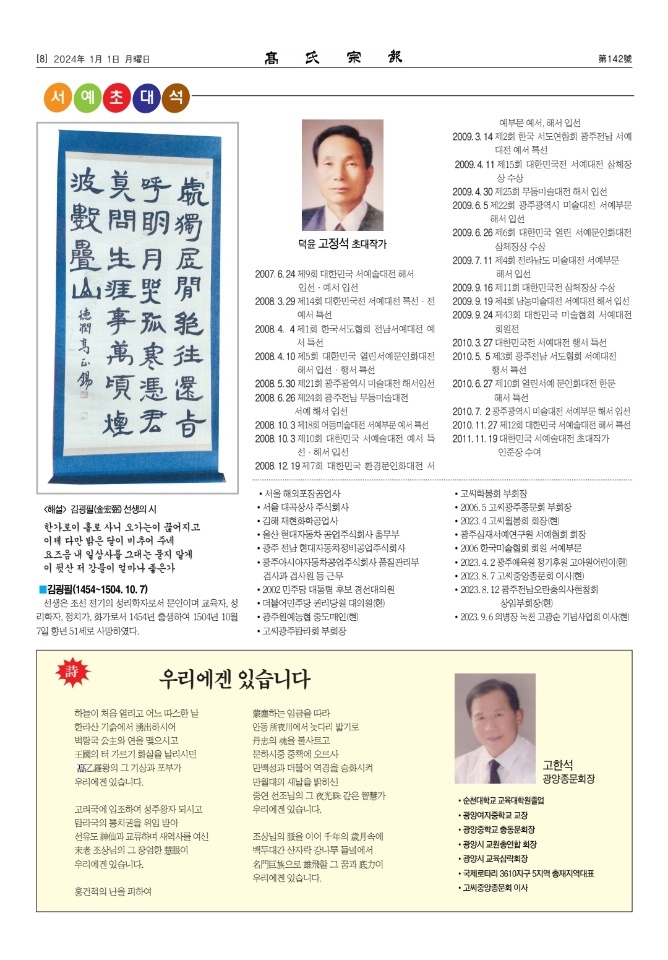 [8] 2024年 1月 1日 月曜日
高 氏 宗 報
第142號
서예초대석
處獨居閒絶往還 只
呼明月照孤寒 憑君
莫問生涯事 萬頃煙
波數疊山
德潤 高正錫
<해설> 김굉필(金宏弼) 선생의 시
한가로이 홀로 사니 오가는이 끊어지고
이제 다만 밝은 달이 비추어 주네
요즈음 내 일상사를 그대는 묻지 말게
이 뭣산 저 강물이 얼마나 좋은가
■김굉필(1454~1504. 10. 7)
선생은 조선 전기의 성리학자로서 문인이며 교육자, 성
리학자, 정치가, 화가로서 1454년 출생하여 1504년 10월
7일 향년 51세로 사망하였다.
덕윤 고정석 초대작가
2007. 6. 24 제9회 대한민국 서예술대전 해서
입선 · 예서 입선
2008. 3. 29 제14회 대한민국전 서예대전 특선 · 전
예서 특선
2008. 4. 4 제1회 한국서도협회 전남서예대전 예
서 특선
2008. 4. 10 제5회 대한민국 열린서예문인화대전
해서 입선 · 행서 특선
2008. 5. 30 제21회 광주광역시 미술대전 해서입선
2008. 6. 26 제24회 광주전남 무등미술대전
서예 해서 입선
2008. 10. 3 제18회 어등미술대전 서예부문 예서 특선
2008. 10. 3 제10회 대한민국 서예술대전 예서 특
선 · 해서 입선
2008. 12. 19 제7회 대한민국 환경문인화대전 서
예부문 예서, 해서 입선
2009. 3. 14 제2회 한국 서도연합회 광주전남 서예
대전 예서 특선
2009. 4. 11 제15회 대한민국전 서예대전 삼체장
상 수상
2009. 4. 30 제25회 무등미술대전 해서 입선
2009. 6. 5 제22회 광주광역시 미술대전 서예부문
해서 입선
2009. 6. 26 제6회 대한민국 열린 서예문인화대전
삼체장상 수상
2009. 7. 11 제4회 전라남도 미술대전 서예부문
해서 입선
2009. 9. 16 제11회 대한민국전 삼체장상 수상
2009. 9. 19 제4회 남농미술대전 서예대전 해서 입선
2009. 9. 24 제43회 대한민국 미술협회 서예대전
회원전
2010. 3. 27 대한민국전 서예대전 행서 특선
2010. 5. 5 제3회 광주전남 서도협회 서예대전
행서 특선
2010. 6. 27 제10회 열린서예 문인화대전 한문
해서 특선
2010. 7. 2 광주광역시 미술대전 서예부문 해서 입선
2010. 11. 27 제12회 대한민국 서예술대전 해서 특선
2011. 11. 19 대한민국 서예술대전 초대작가
인준장 수여
• 서울 해외포장공업사
• 서울 대곡상사 주식회사
• 김해 재현화학공업사
• 울산 현대자동차 공업주식회사 총무부
• 광주 전남 현대자동차정비공업주식회사
• 광주아시아자동차공업주식회사 품질관리부
검사과 검사원 등 근무
• 2002 민주당 대통령 후보 경선대의원
• 더불어민주당 권리당원 대의원(현)
• 광주원예농협 중도매인(현)
• 고씨광주탐라회 부회장
• 고씨학봉회 부회장
• 2006. 5 고씨광주종문회 부회장
• 2023. 4 고씨월봉회 회장(현)
• 광주심재서예연구원 서예협회 회장
• 2006 한국미술협회 회원 서예부문
• 2023. 4. 2 광주애육원 정기후원 고아원어린이(현)
• 2023. 8. 7 고씨중앙종문회 이사(현)
• 2023. 8. 12 광주전남오란충의사현창회
상임부회장(현)
• 2023. 9. 6 의병장 녹천 고광순 기념사업회 이사(현)
詩
우리에겐 있습니다
하늘이 처음 열리고 어느 따스한 날
한라산 기슭에서 湧出하시어
벽랑국 公主와 연을 맺으시고
王國의 터 가르기 화살을 날리시던
高乙羅왕의 그 기상과 포부가
우리에겐 있습니다.
고려국에 입조하여 성주왕자 되시고
탐라국의 통치권을 위임 받아
선유도 神仙과 교류하며 새역사를 여신
末老 조상님의 그 장엄한 慧眼이
우리에겐 있습니다.
홍건적의 난을 피하여
蒙塵하는 임금을 따라
안동 所夜川에서 놋다리 밟기로
丹忠의 魂을 불사르고
문하시중 중책에 오르사
만백성과 더불어 역경을 승화시켜
만월대의 새날을 밝히신
중연 선조님의 그 夜光珠 같은 智慧가
우리에겐 있습니다.
조상님의 脈을 이어 千年의 歲月속에
백두대간 산자락 강나루 들녘에서
名門巨族으로 雄飛할 그 꿈과 底力이
우리에겐 있습니다.
고한석
광양종문회장
• 순천대학교 교육대학원졸업
• 광양여자중학교 교장
• 광양중학교 총동문회장
• 광양시 교원총연합 회장
• 광양시 교육삼락회장
• 국제로타리 3610지구 5지역 총재지역대표
• 고씨중앙종문회 이사